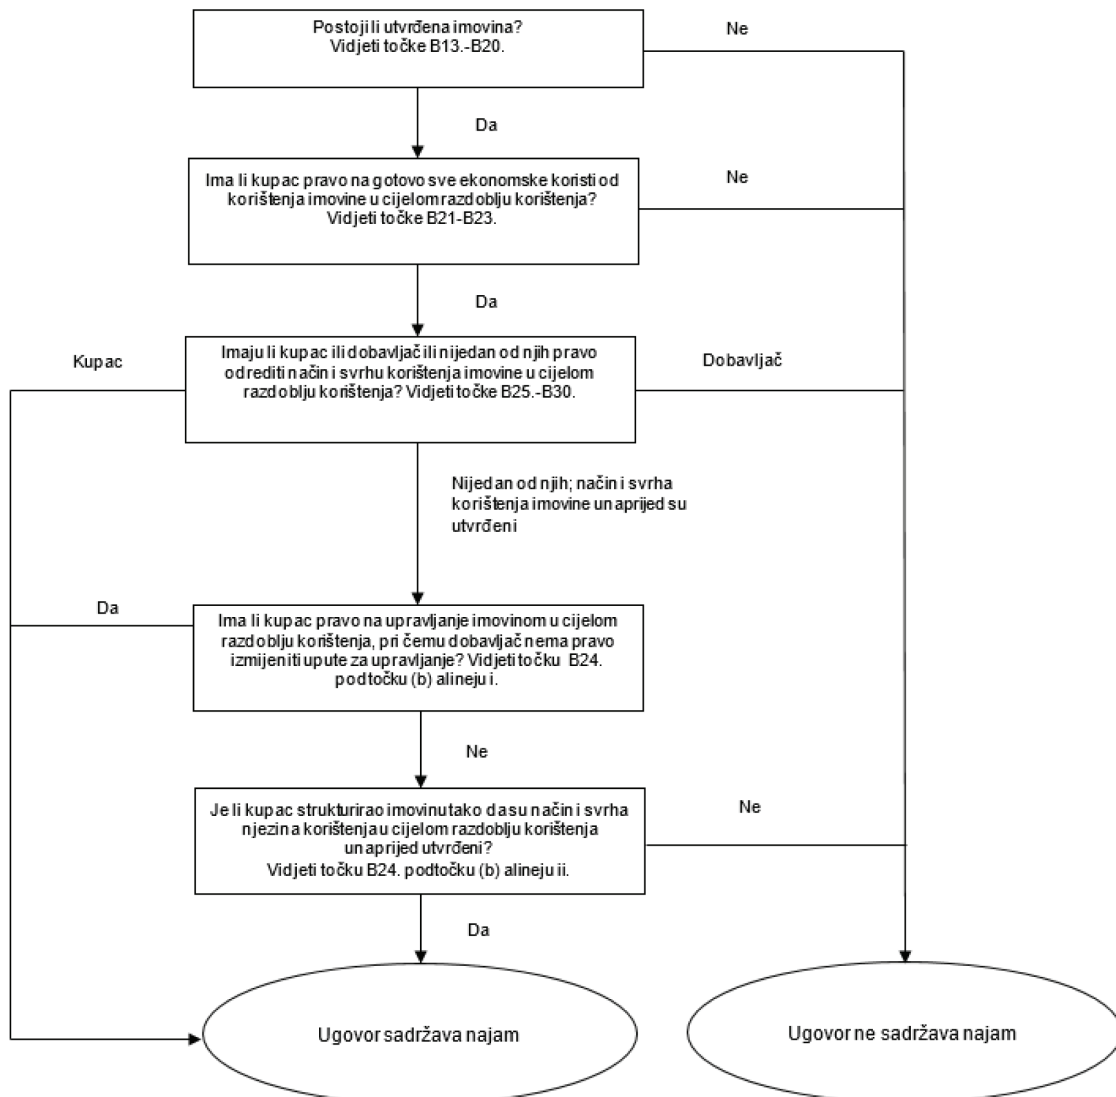 Postoji li utvrđena imovina?
Vidjeti točke B13.-B20.
Ne
Da
Ima li kupac pravo na gotovo sve ekonomske koristi od
korištenja imovine u cijelom razdoblju korištenja?
Vidjeti točke B21-B23.
Ne
Da
Kupac
Imaju li kupac ili dobavljač ili nijedan od njih pravo
odrediti način i svrhu korištenja imovine u cijelom
razdoblju korištenja? Vidjeti točke B25.-B30.
Dobavljač
Nijedan od njih; način i svrha
korištenja imovine unaprijed su
utvrđeni
Da
Ima li kupac pravo na upravljanje imovinom u cijelom
razdoblju korištenja, pri čemu dobavljač nema pravo
izmijeniti upute za upravljanje? Vidjeti točku B24.
podtočku (b) alineju i.
Ne
Je li kupac strukturirao imovinu tako da su način i svrha
njezina korištenja u cijelom razdoblju korištenja
unaprijed utvrđeni?
Vidjeti točku B24. podtočku (b) alineju ii.
Ne
Da
Ugovor sadržava najam
Ugovor ne sadržava najam